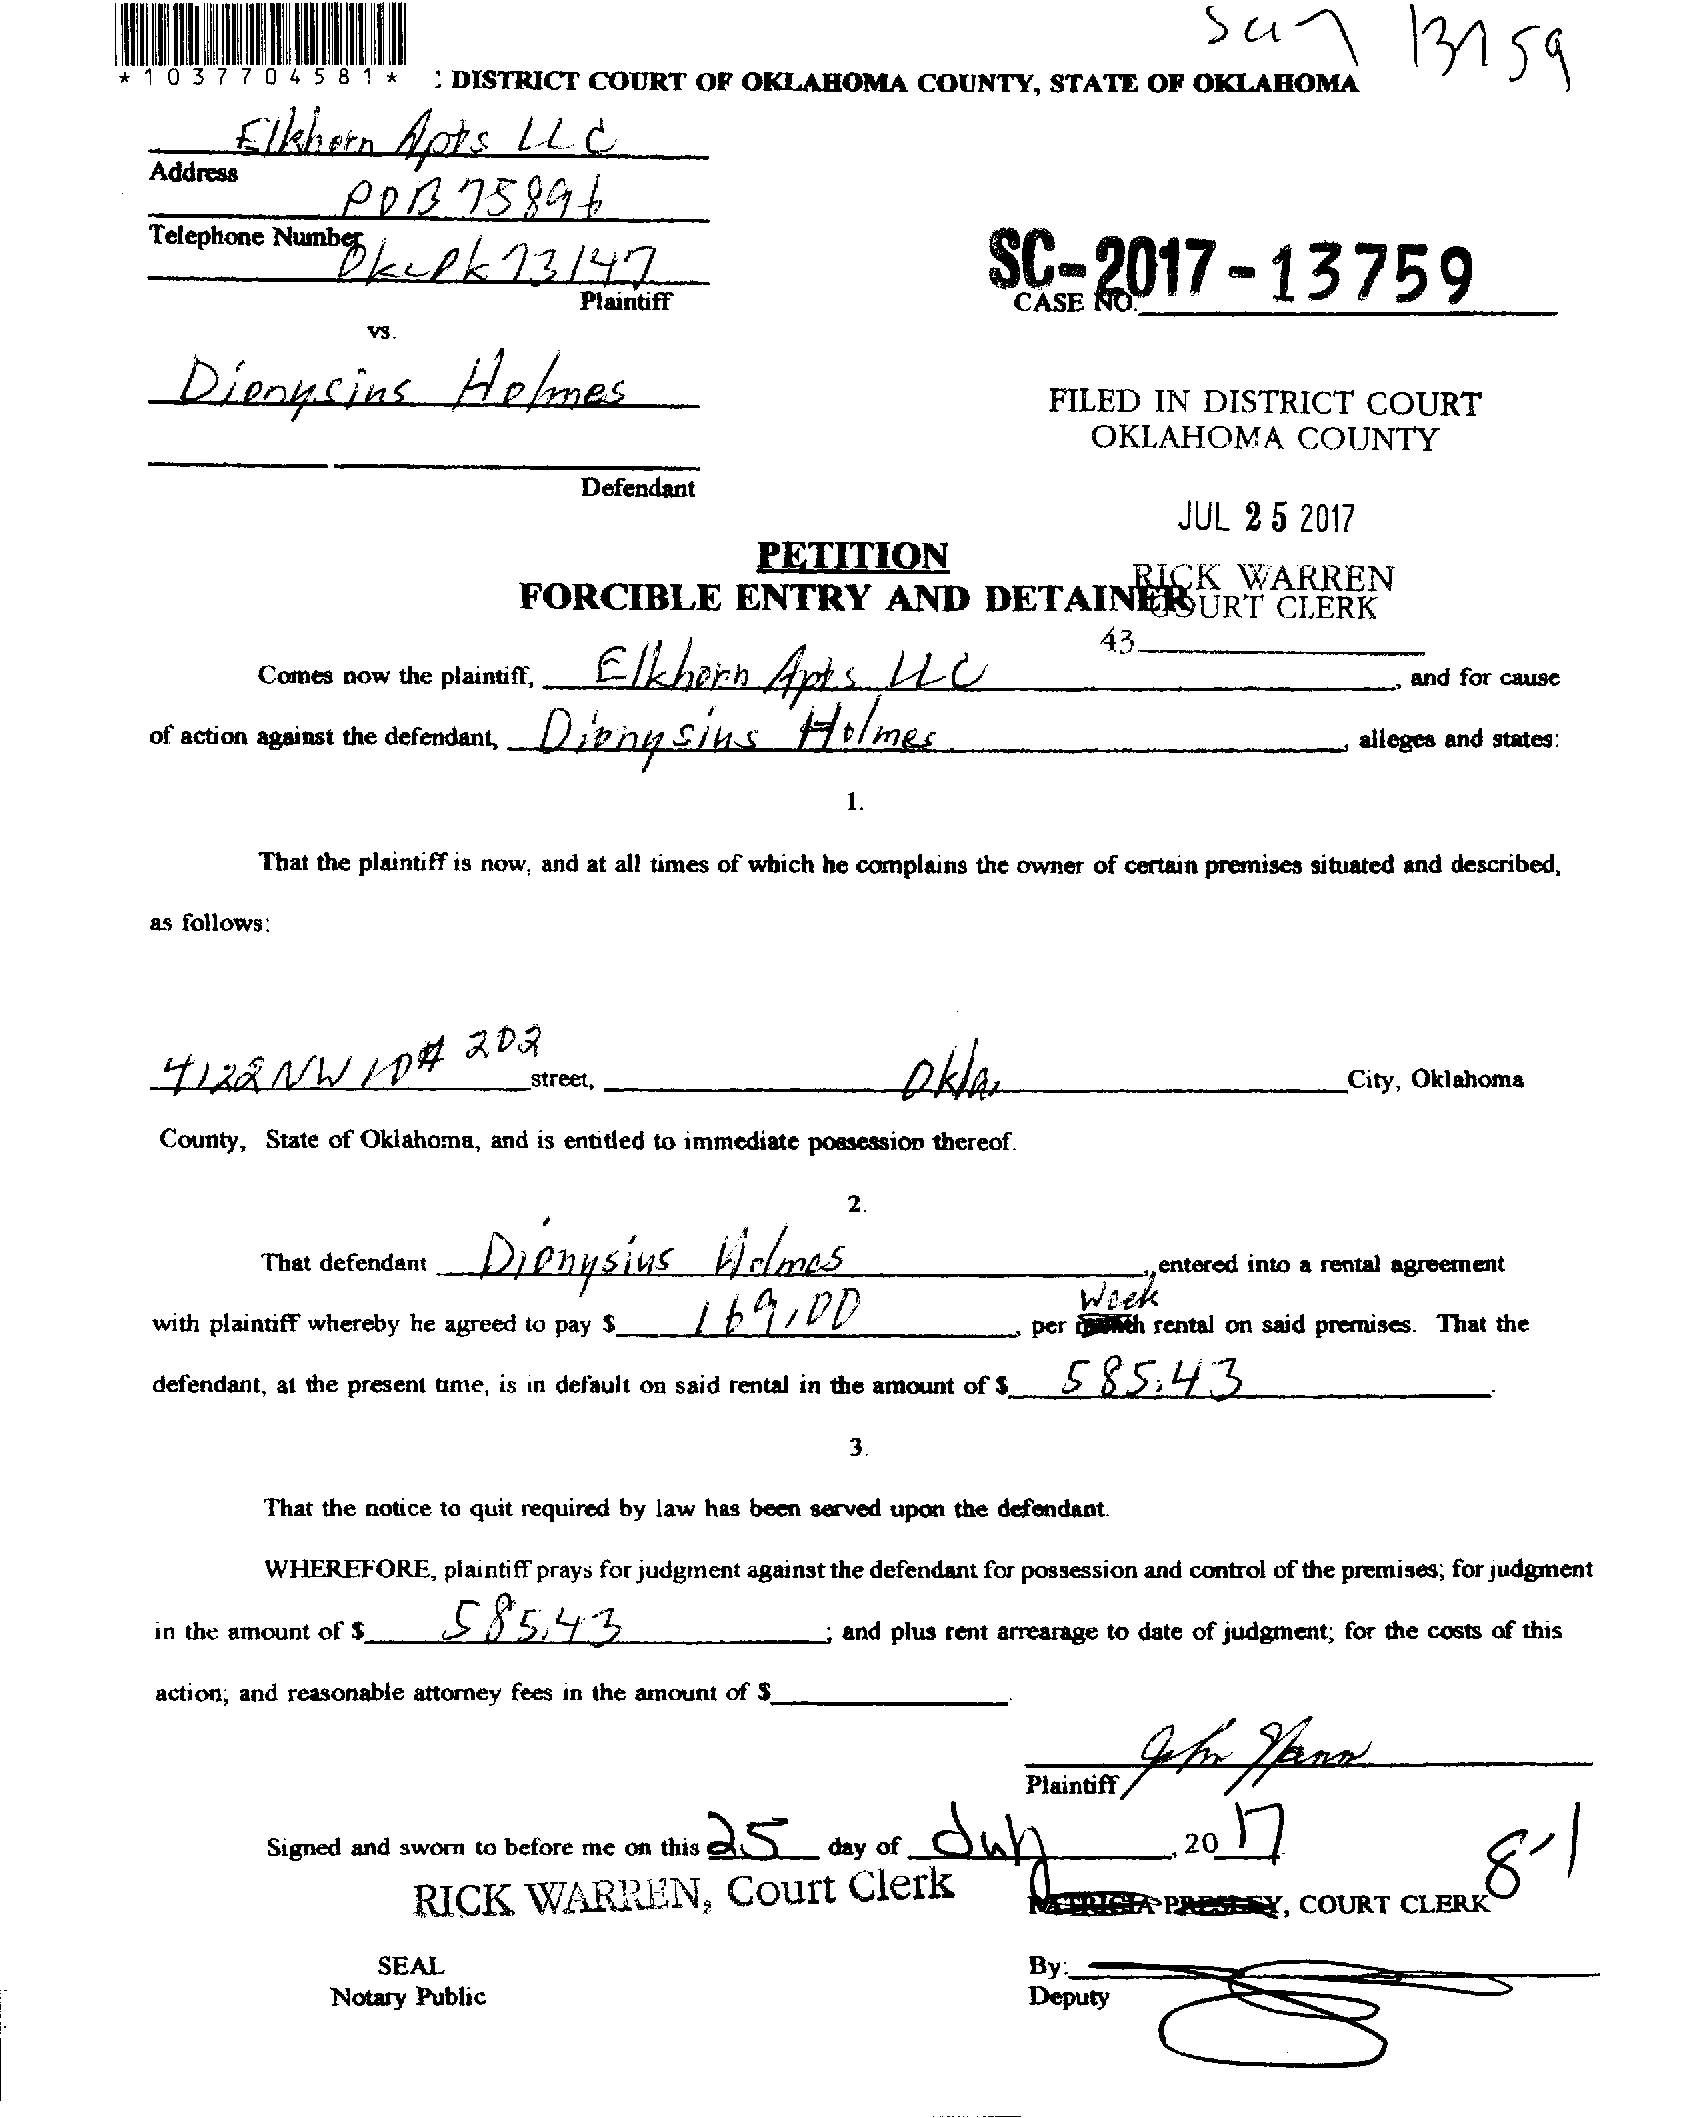 SC17 13759
*1037704581*
: DISTRICT COURT OF OKLAHOMA COUNTY, STATE OF OKLAHOMA
Elkhorn Apts LLC
Address
POB 75896
Telephone Number
Okc Ok 73147
Plaintiff
SC-2017-13759
CASE NO.
vs.
Dionycius Holmes
Defendant
FILED IN DISTRICT COURT
OKLAHOMA COUNTY
JUL 25 2017
RICK WARREN
COURT CLERK
43
PETITION
FORCIBLE ENTRY AND DETAINER
Comes now the plaintiff, Elkhorn Apts LLC, and for cause
of action against the defendant, Dionysius Holmes, alleges and states:
1.
That the plaintiff is now, and at all times of which he complains the owner of certain premises situated and described,
as follows:
4122 NW 10 # 202 street, Okla. City, Oklahoma
County, State of Oklahoma, and is entitled to immediate possession thereof.
2.
That defendant Dionysius Holmes, entered into a rental agreement
with plaintiff whereby he agreed to pay $ 169.00, per Week rental on said premises. That the
defendant, at the present time, is in default on said rental in the amount of $ 585.43.
3.
That the notice to quit required by law has been served upon the defendant.
WHEREFORE, plaintiff prays for judgment against the defendant for possession and control of the premises; for judgment
in the amount of $ 585.43; and plus rent arrearage to date of judgment; for the costs of this
action; and reasonable attorney fees in the amount of $
Plaintiff
Signed and sworn to before me on this 25 day of July, 2017
8-1
RICK WARREN, Court Clerk
PATRICIA PRESLEY, COURT CLERK
SEAL
Notary Public
By:
Deputy